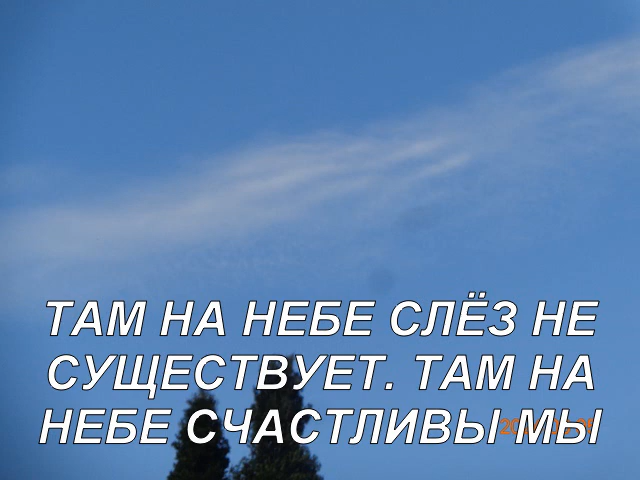 ТАМ НА НЕБЕ СЛЁЗ НЕ
СУЩЕСТВУЕТ. ТАМ НА
НЕБЕ СЧАСТЛИВЫ МЫ